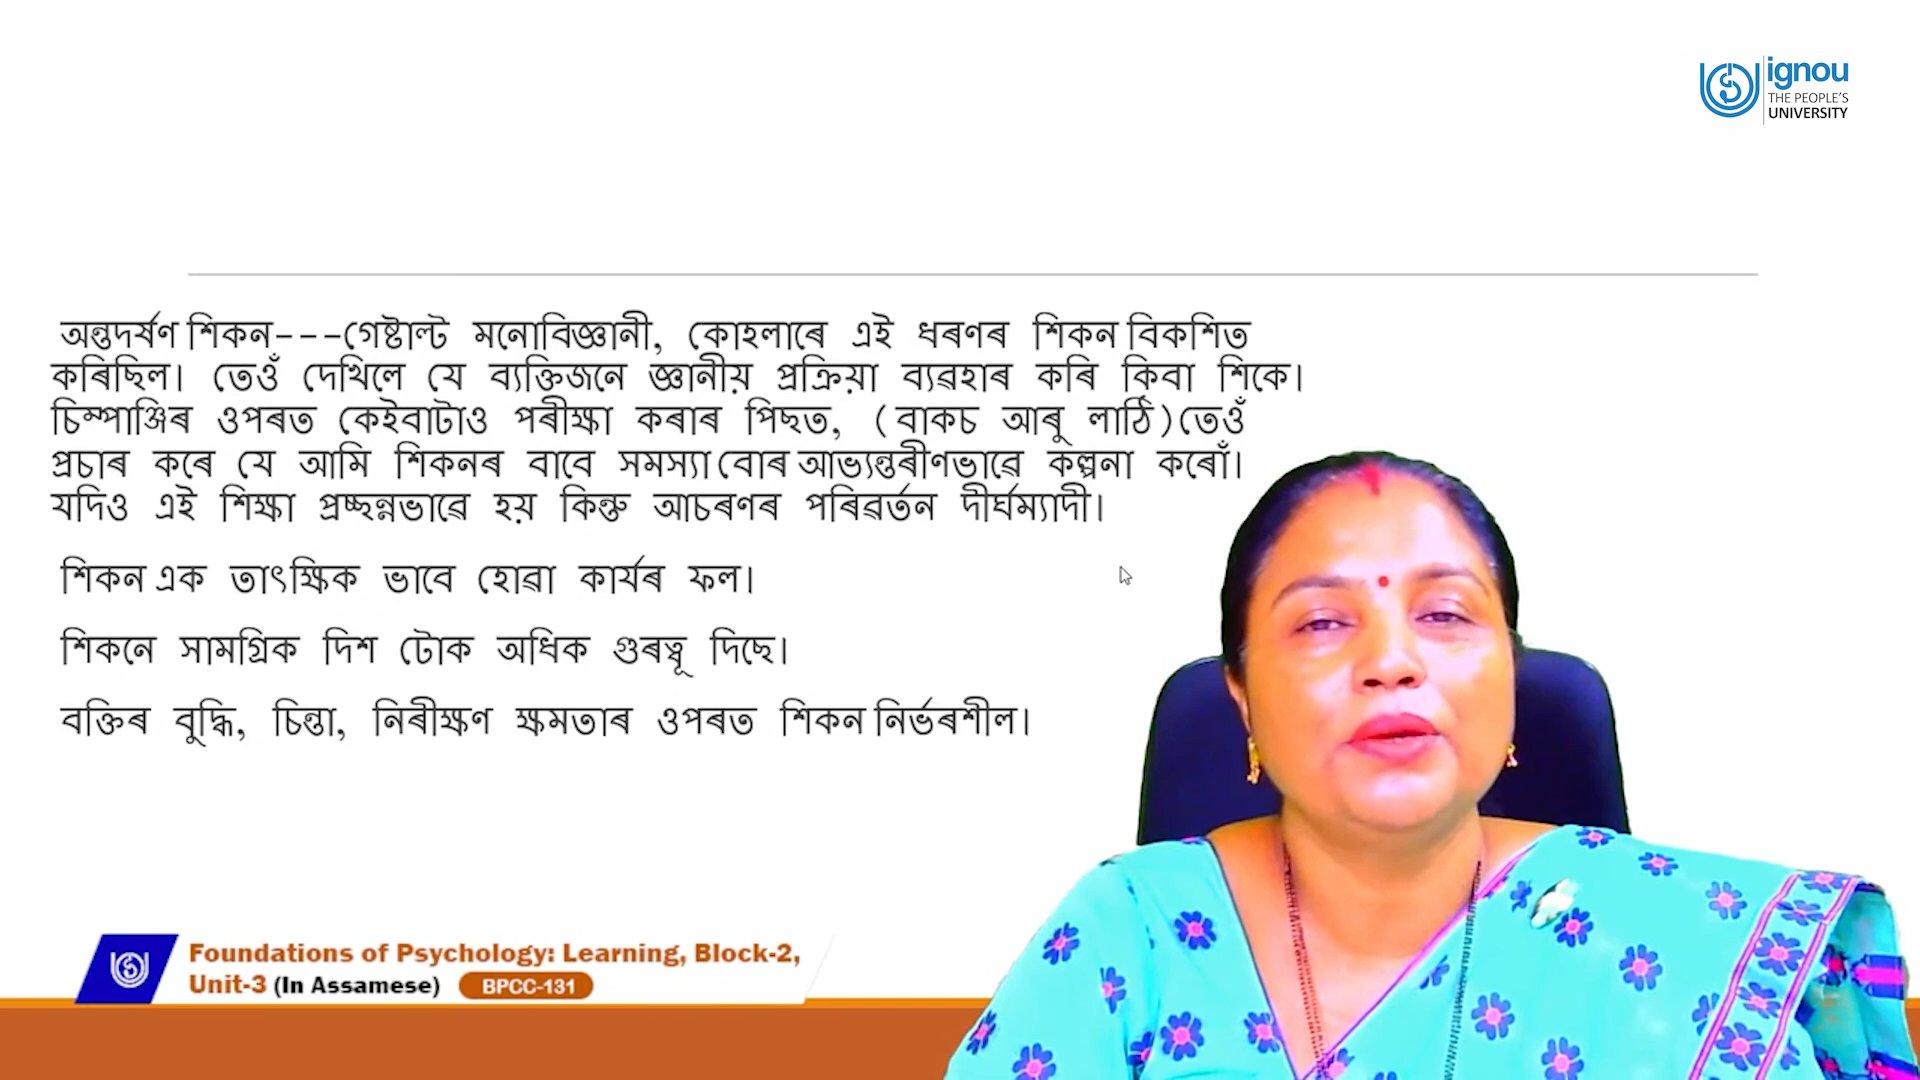 ignou
THE PEOPLE'S
UNIVERSITY
অন্তদৰ্ষণ শিকন---গেষ্টাল্ট মনোবিজ্ঞানী, কোহলাৰে এই ধৰণৰ শিকন বিকশিত
কৰিছিল। তেওঁ দেখিলে যে ব্যক্তিজনে জ্ঞানীয় প্ৰক্ৰিয়া ব্যৱহাৰ কৰি কিবা শিকে।
চিম্পাঞ্জিৰ ওপৰত কেইবাটাও পৰীক্ষা কৰাৰ পিছত, (বাকচ আৰু লাঠি)তেওঁ
প্ৰচাৰ কৰে যে আমি শিকনৰ বাবে সমস্যা বোৰ আভ্যন্তৰীণভাৱে কল্পনা কৰোঁ।
যদিও এই শিক্ষা প্ৰচ্ছন্নভাৱে হয় কিন্তু আচৰণৰ পৰিৱৰ্তন দীৰ্ঘম্যাদী।
শিকন এক তাৎক্ষিক ভাবে হোৱা কাৰ্যৰ ফল।
শিকনে সামগ্ৰিক দিশ টোক অধিক গুৰত্বূ দিছে।
বক্তিৰ বুদ্ধি, চিন্তা, নিৰীক্ষণ ক্ষমতাৰ ওপৰত শিকন নিৰ্ভৰশীল।
Foundations of Psychology: Learning, Block-2,
Unit-3 (In Assamese) BPCC-131